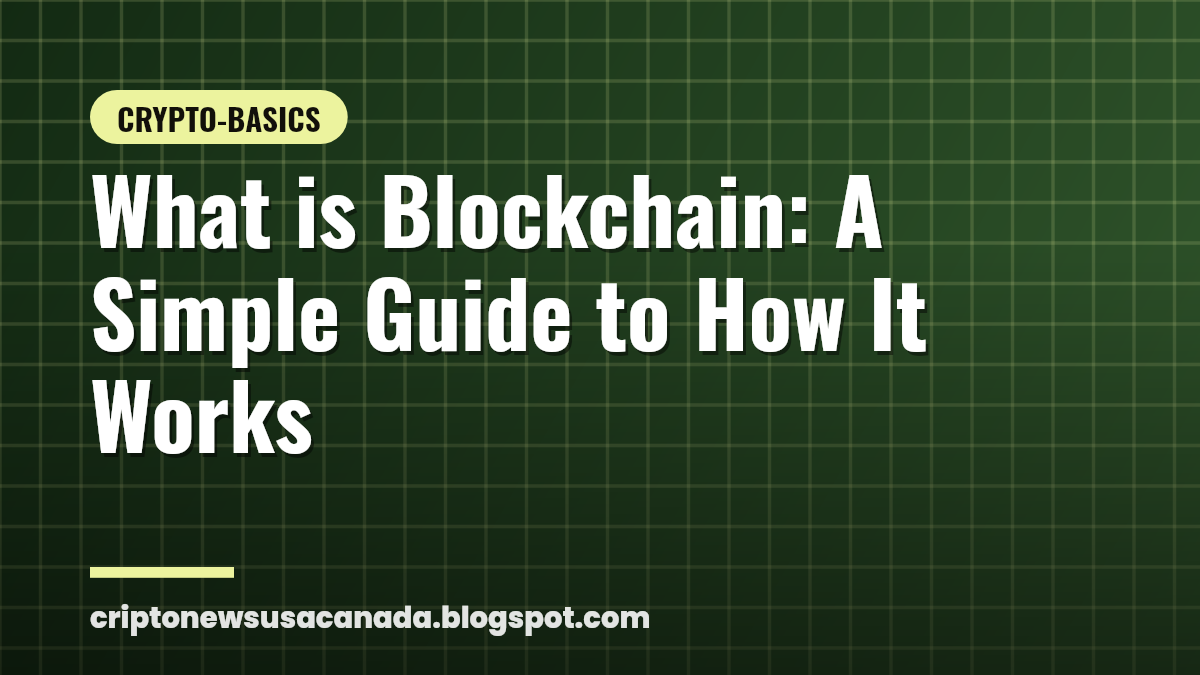 CRYPTO-BASICS
What is Blockchain: A
Simple Guide to How It
Works
criptonewsusacanada.blogspot.com